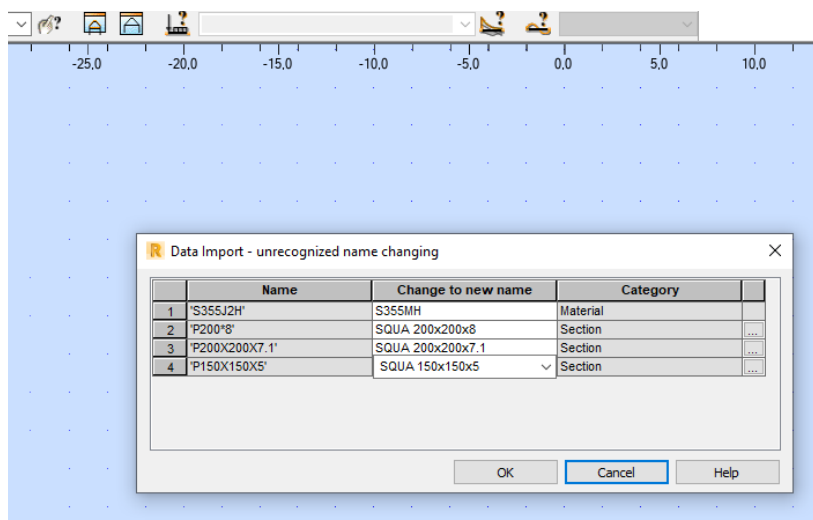 -25,0 -20,0 -15,0 -10,0 -5,0 0,0 5,0 10,0
R Data Import - unrecognized name changing
Name Change to new name Category
1 'S355J2H' S355MH Material
2 'P200*8' SQUA 200x200x8 Section ...
3 'P200X200X7.1' SQUA 200x200x7.1 Section ...
4 'P150X150X5' SQUA 150x150x5 Section ...
OK Cancel Help